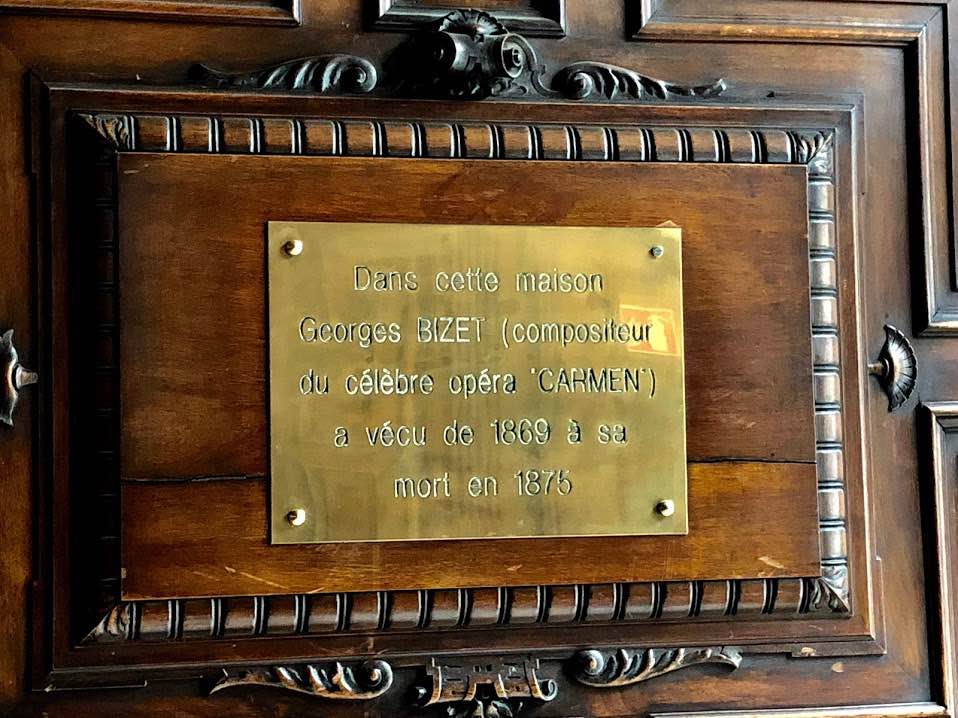 Dans cette maison
Georges BIZET (compositeur
du célèbre opéra "CARMEN")
a vécu de 1869 à sa
mort en 1875